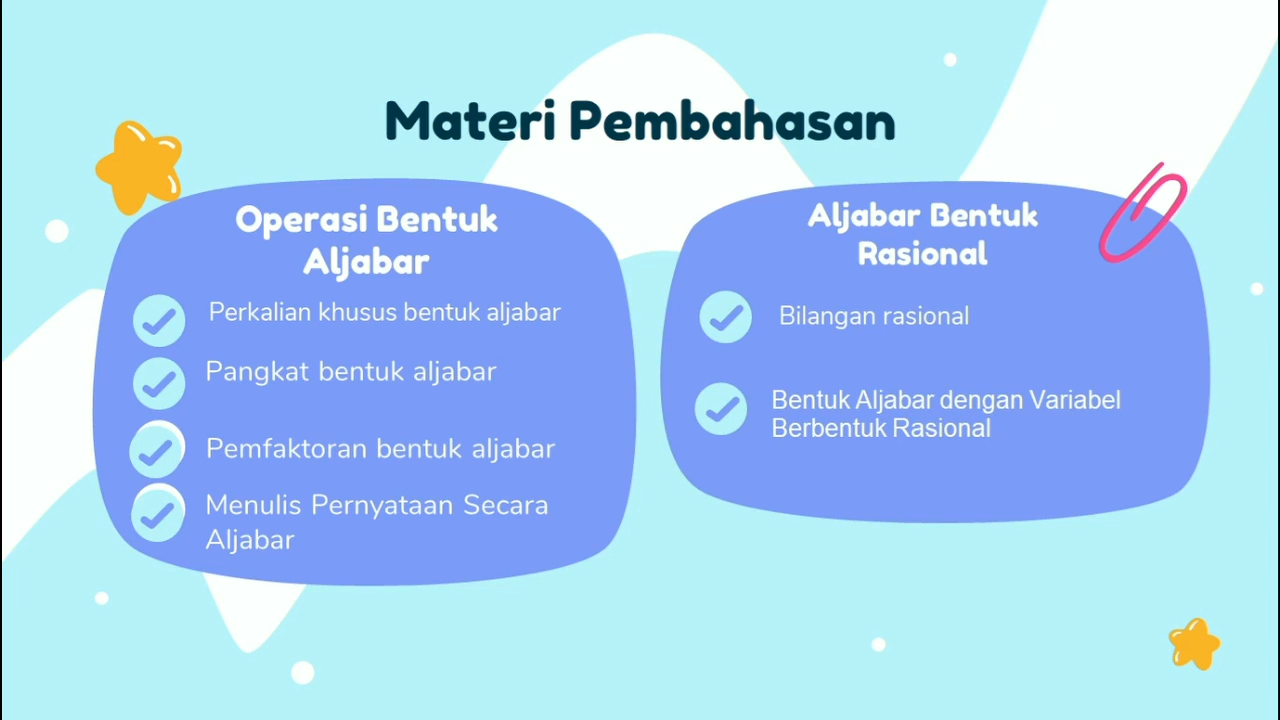 Materi Pembahasan
Operasi Bentuk
Aljabar
Perkalian khusus bentuk aljabar
Pangkat bentuk aljabar
Pemfaktoran bentuk aljabar
Menulis Pernyataan Secara
Aljabar
Aljabar Bentuk
Rasional
Bilangan rasional
Bentuk Aljabar dengan Variabel
Berbentuk Rasional